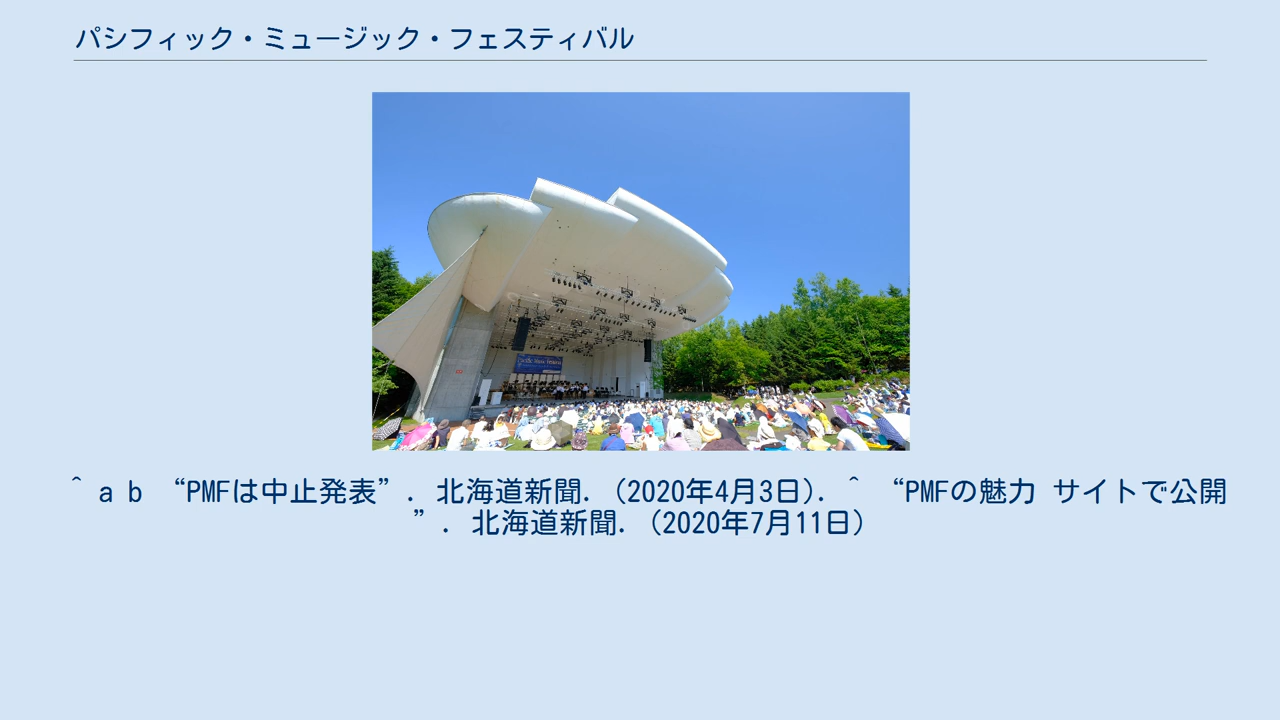 パシフィック・ミュージック・フェスティバル
^ a b “PMFは中止発表”. 北海道新聞. (2020年4月3日). ^ “PMFの魅力 サイトで公開
”. 北海道新聞. (2020年7月11日)